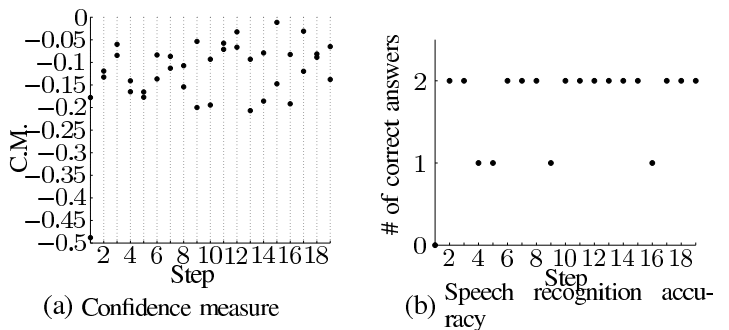 0
−0.05
−0.1
−0.15
−0.2
−0.25
−0.3
−0.35
−0.4
−0.45
−0.5
C.M.
2 4 6 8 10 12 14 16 18
Step
(a) Confidence measure
# of correct answers
2
1
0
2 4 6 8 10 12 14 16 18
Step
(b) Speech recognition accu-
racy